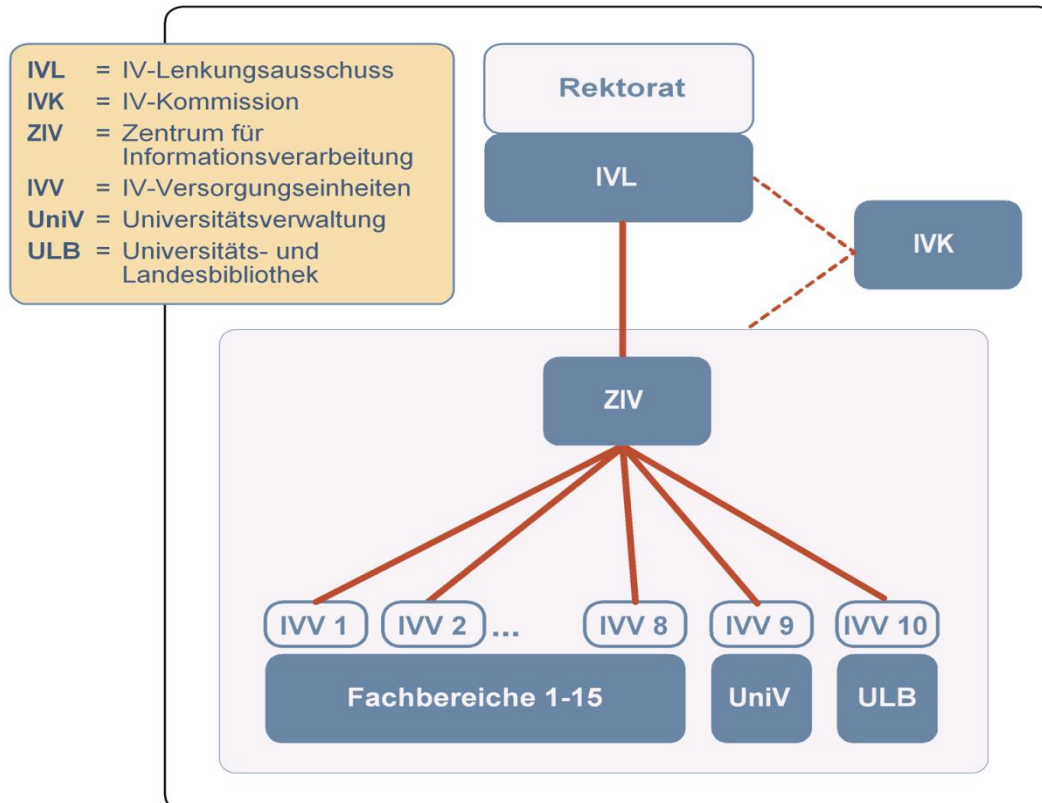 IVL = IV-Lenkungsausschuss
IVK = IV-Kommission
ZIV = Zentrum für
Informationsverarbeitung
IVV = IV-Versorgungseinheiten
UniV = Universitätsverwaltung
ULB = Universitäts- und
Landesbibliothek
Rektorat
IVL
IVK
ZIV
IVV 1 IVV 2 ... IVV 8 IVV 9 IVV 10
Fachbereiche 1-15 UniV ULB